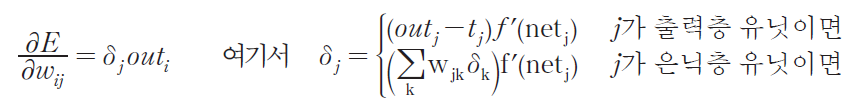 ∂E/∂w_ij = δ_j out_i 여기서 δ_j = { (out_j − t_j) f′(net_j) j가 출력층 유닛이면
(∑_k w_jk δ_k) f′(net_j) j가 은닉층 유닛이면